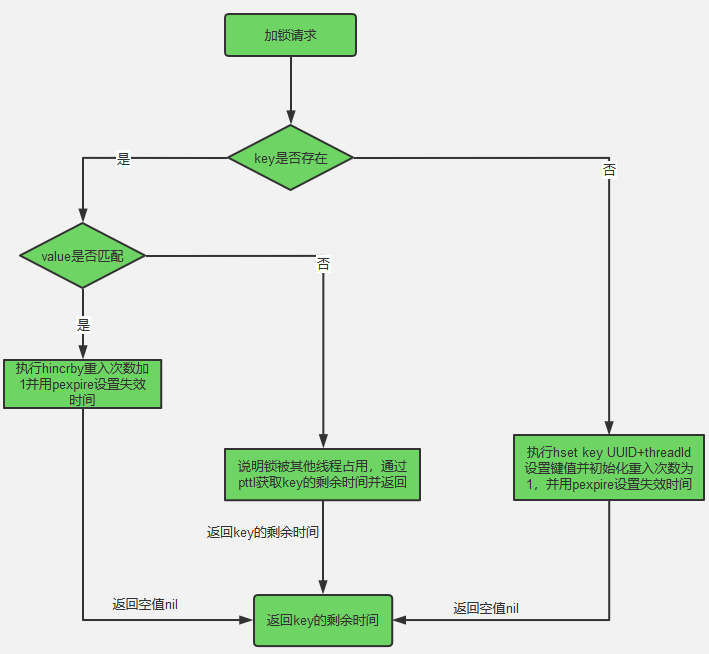 加锁请求
key是否存在
是
否
value是否匹配
否
是
执行hincrby重入次数加
1并用pexpire设置失效
时间
说明锁被其他线程占用，通过
pttl获取key的剩余时间并返回
执行hset key UUID+threadId
设置键值并初始化重入次数为
1，并用pexpire设置失效时间
返回key的剩余时间
返回空值nil
返回空值nil
返回key的剩余时间